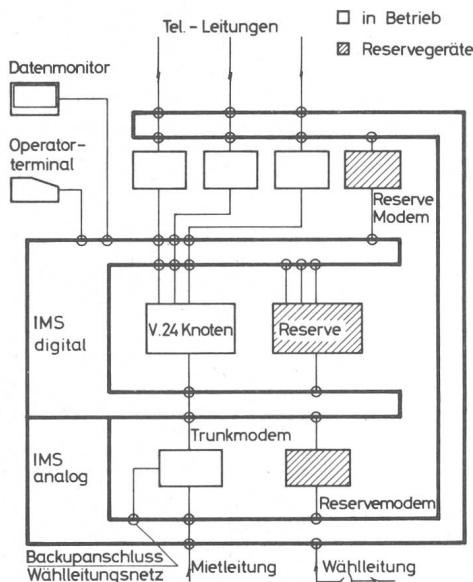 Tel.-Leitungen
in Betrieb
Reservegeräte
Datenmonitor
Operator-
terminal
Reserve
Modem
IMS
digital
V.24 Knoten
Reserve
Trunkmodem
IMS
analog
Reservemodem
Backupanschluss
Wählleitungsnetz
Mietleitung
Wählleitung